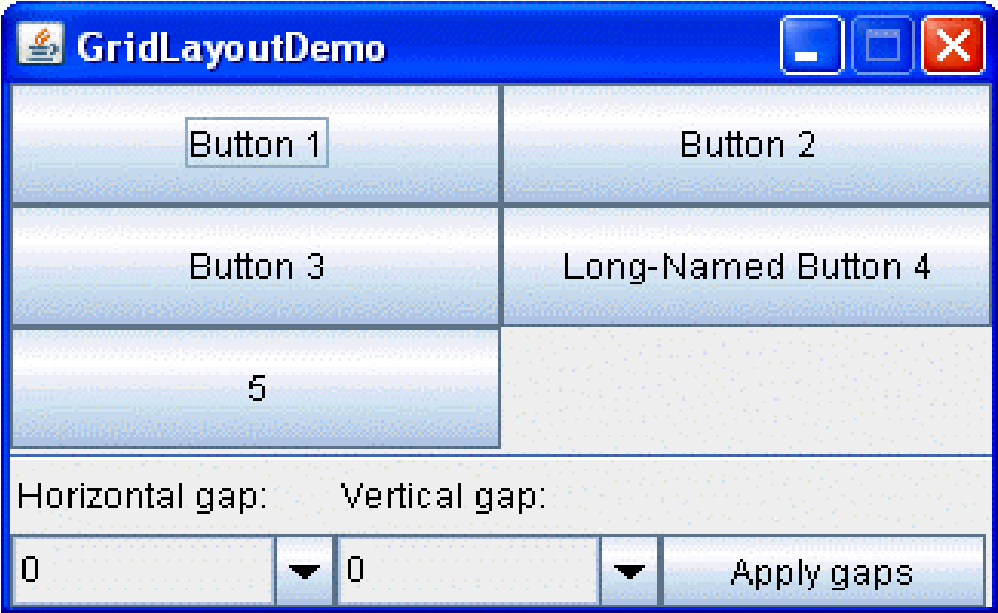 GridLayoutDemo
Button 1
Button 2
Button 3
Long-Named Button 4
5
Horizontal gap:
Vertical gap:
0
0
Apply gaps